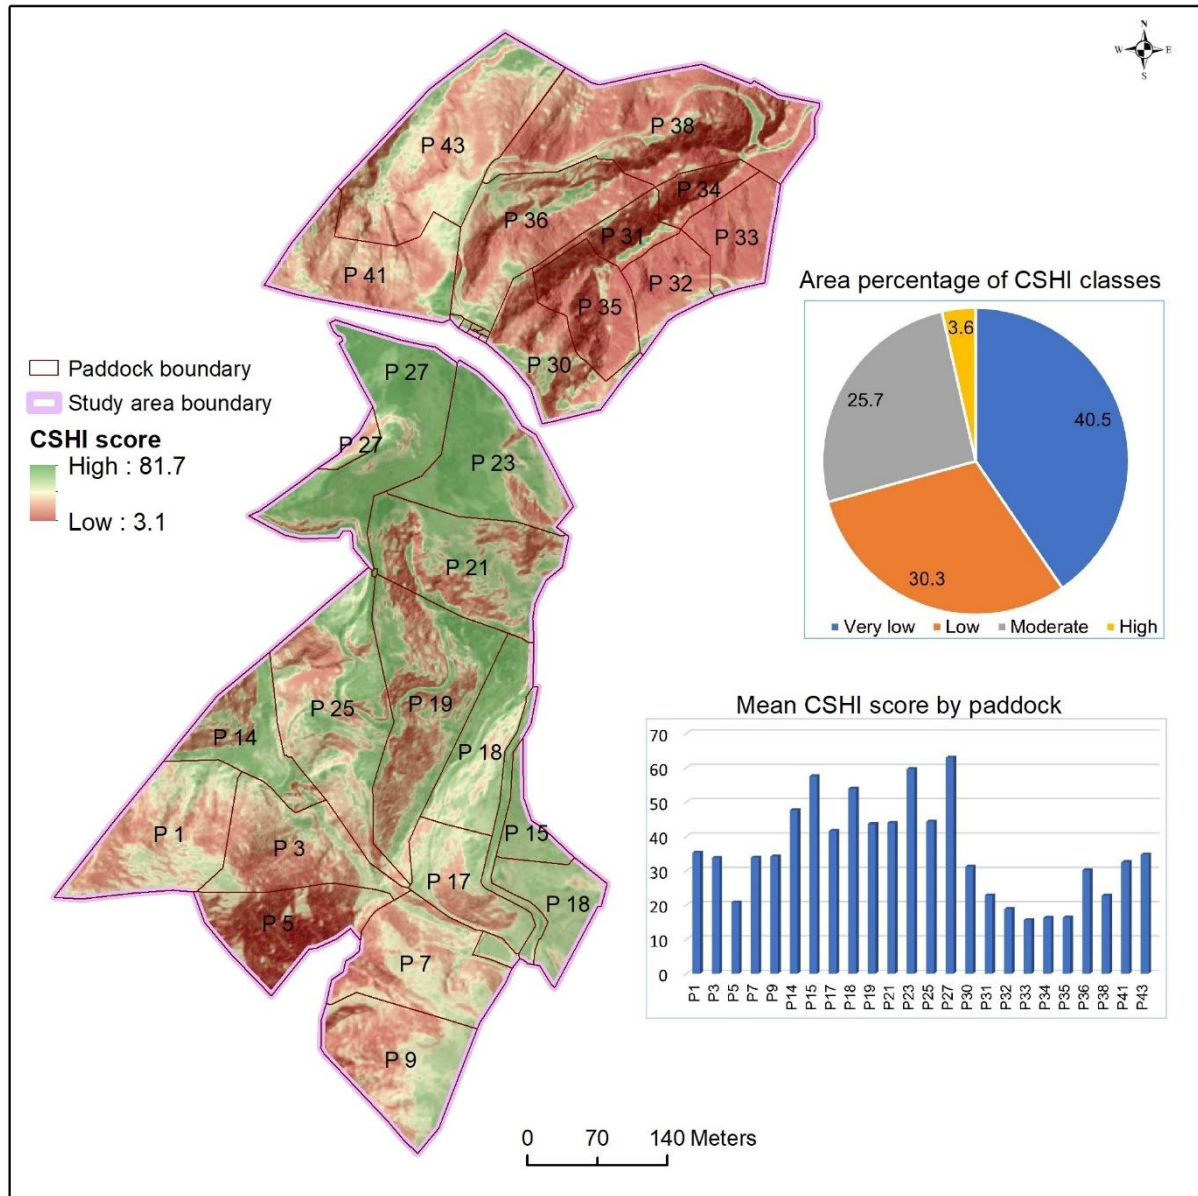 N
W E
S
P 43
P 38
P 34
P 36
P 31
P 33
P 41
P 32
P 35
P 30
Area percentage of CSHI classes
3.6
40.5
25.7
30.3
Very low Low Moderate High
Paddock boundary
Study area boundary
CSHI score
High : 81.7
Low : 3.1
P 27
P 27
P 23
P 21
P 25
P 19
P 14
P 18
P 1
P 3
P 15
P 17
P 5
P 18
P 7
P 9
Mean CSHI score by paddock
70
60
50
40
30
20
10
0
P1 P3 P5 P7 P9 P14 P15 P17 P18 P19 P21 P23 P25 P27 P30 P31 P32 P33 P34 P35 P36 P38 P41 P43
0 70 140 Meters